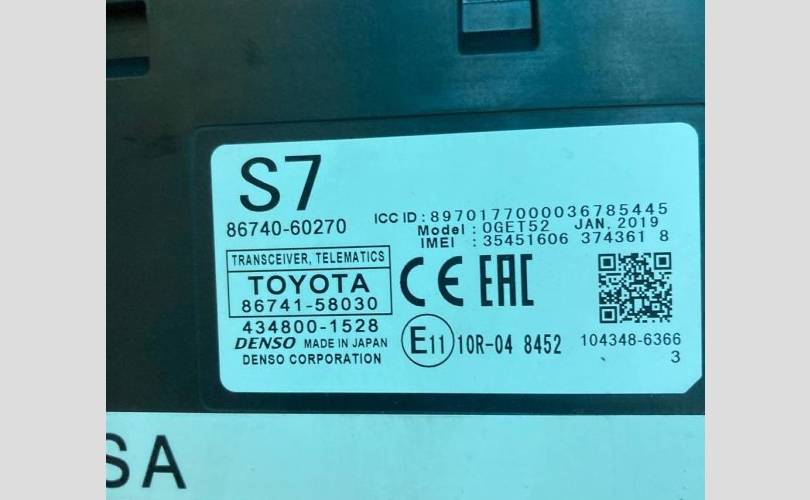 S7
86740-60270
ICC ID : 8970177000036785445
Model : 0GET52 JAN. 2019
IMEI : 35451606 374361 8
TRANSCEIVER, TELEMATICS
TOYOTA
86741-58030
434800-1528
DENSO MADE IN JAPAN
DENSO CORPORATION
CE EAC
E11 10R-04 8452
104348-6366
3
SA